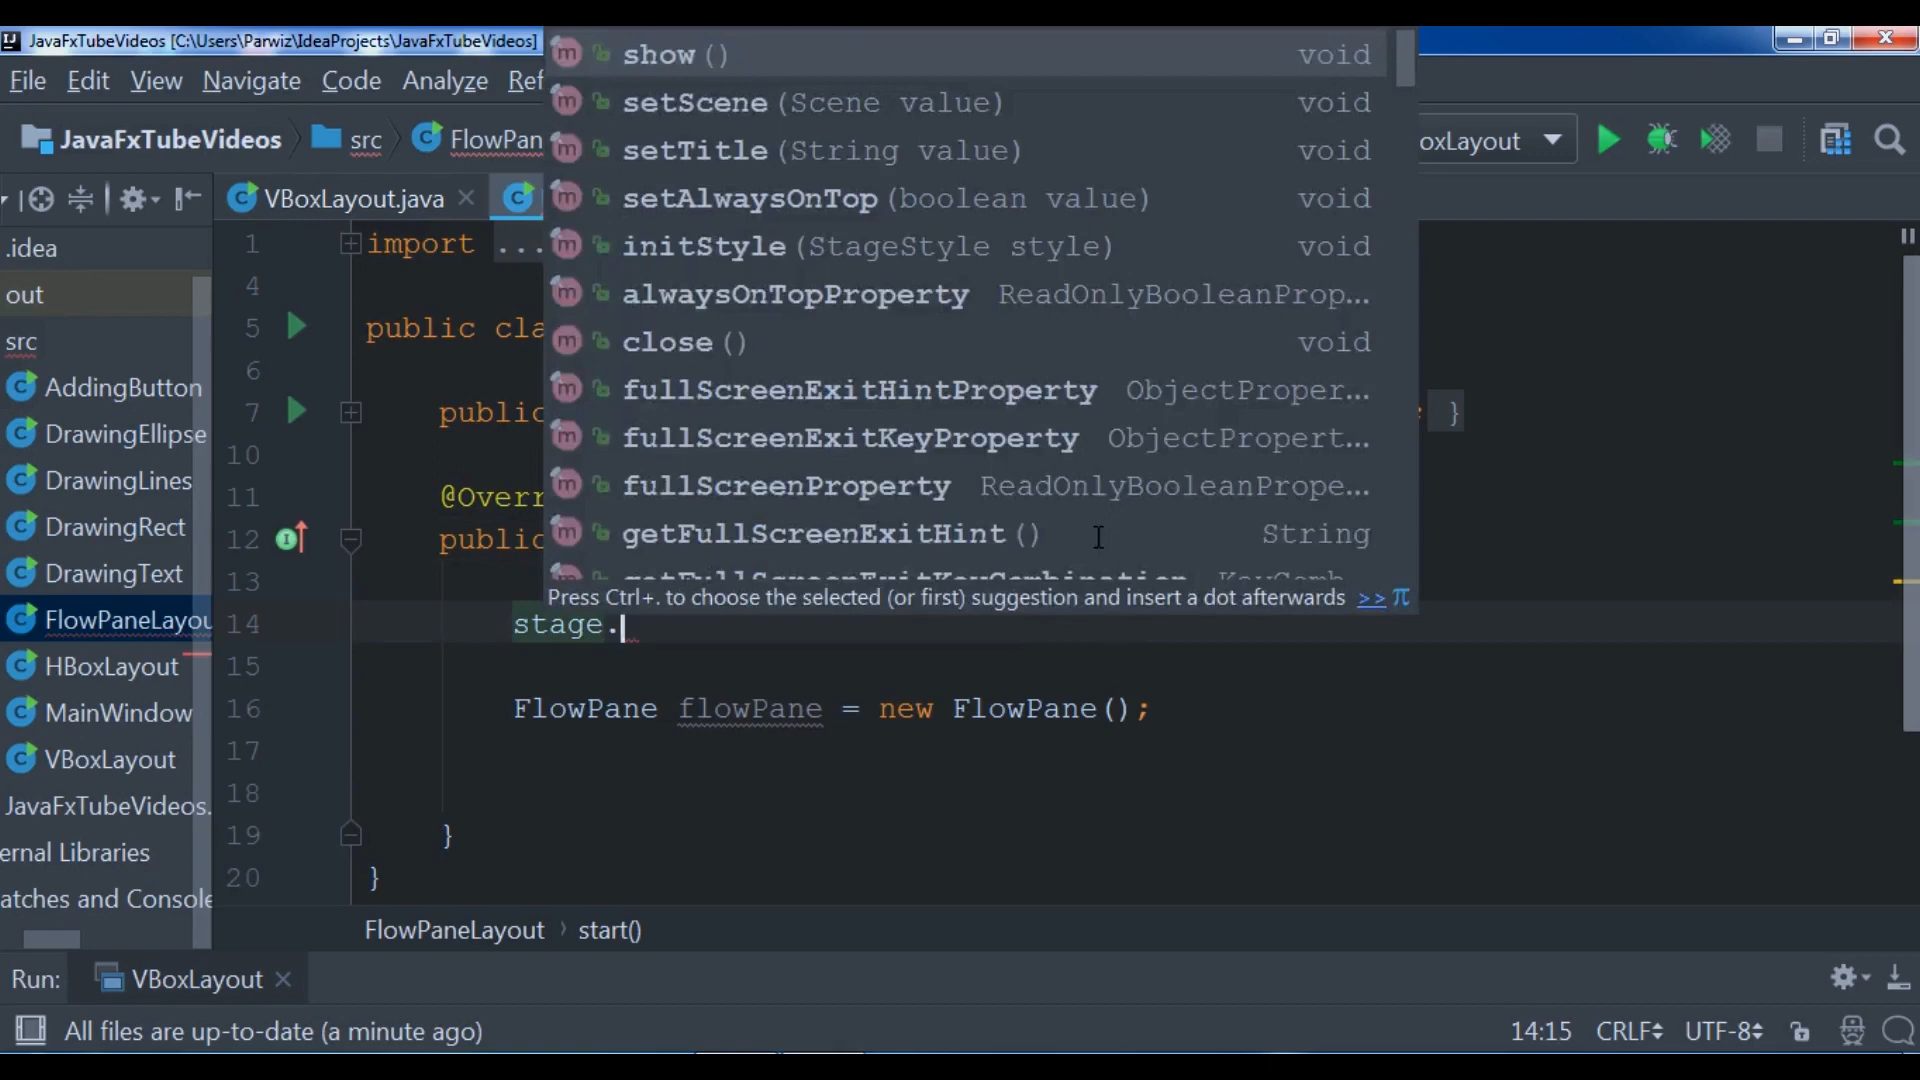 JavaFxTubeVideos [C:\Users\Parwiz\IdeaProjects\JavaFxTubeVideos]
File Edit View Navigate Code Analyze Ref
JavaFxTubeVideos src FlowPan oxLayout
VBoxLayout.java
show() void
setScene(Scene value) void
setTitle(String value) void
setAlwaysOnTop(boolean value) void
initStyle(StageStyle style) void
alwaysOnTopProperty ReadOnlyBooleanProp...
close() void
fullScreenExitHintProperty ObjectProper...
fullScreenExitKeyProperty ObjectPropert...
fullScreenProperty ReadOnlyBooleanPrope...
getFullScreenExitHint() String
getFullScreenExitKeyCombination KeyComb
Press Ctrl+. to choose the selected (or first) suggestion and insert a dot afterwards >> π
.idea
out
src
AddingButton
DrawingEllipse
DrawingLines
DrawingRect
DrawingText
FlowPaneLayou
HBoxLayout
MainWindow
VBoxLayout
JavaFxTubeVideos.
ernal Libraries
atches and Console
1 import ...
4
5 public cla
6
7 public }
10
11 @Overr
12 public
13
14 stage.
15
16 FlowPane flowPane = new FlowPane();
17
18
19 }
20 }
FlowPaneLayout › start()
Run: VBoxLayout
All files are up-to-date (a minute ago) 14:15 CRLF UTF-8